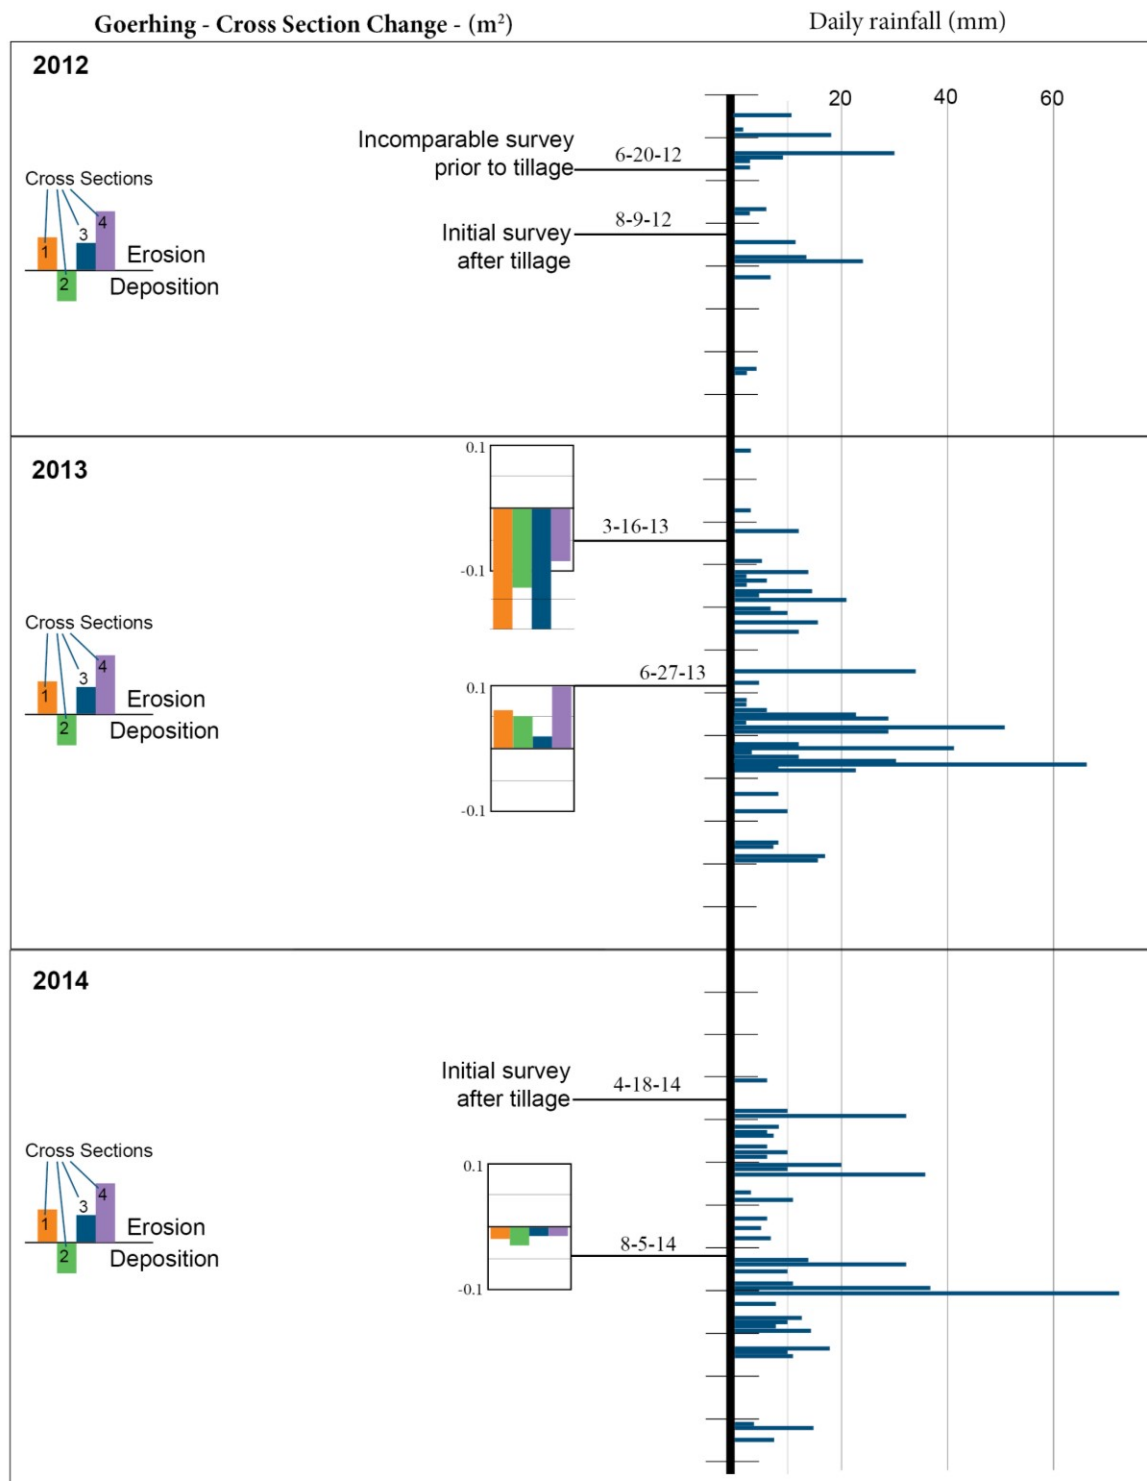 Goerhing - Cross Section Change - (m²)
Daily rainfall (mm)
2012
20
40
60
Incomparable survey
prior to tillage
6-20-12
Cross Sections
1
2
3
4
Erosion
Deposition
8-9-12
Initial survey
after tillage
2013
0.1
-0.1
3-16-13
Cross Sections
1
2
3
4
Erosion
Deposition
6-27-13
0.1
-0.1
2014
Initial survey
after tillage
4-18-14
Cross Sections
1
2
3
4
Erosion
Deposition
0.1
-0.1
8-5-14